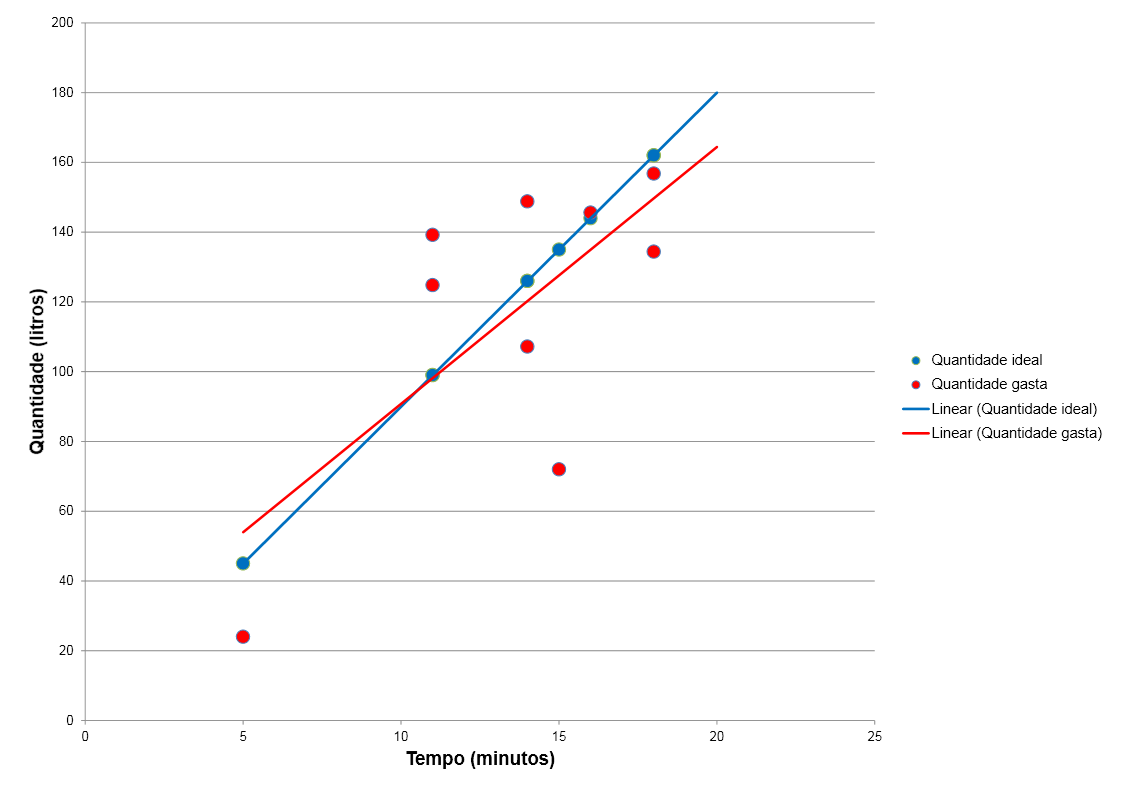 200
180
160
140
120
100
80
60
40
20
0
0 5 10 15 20 25
Quantidade (litros)
Tempo (minutos)
Quantidade ideal
Quantidade gasta
Linear (Quantidade ideal)
Linear (Quantidade gasta)